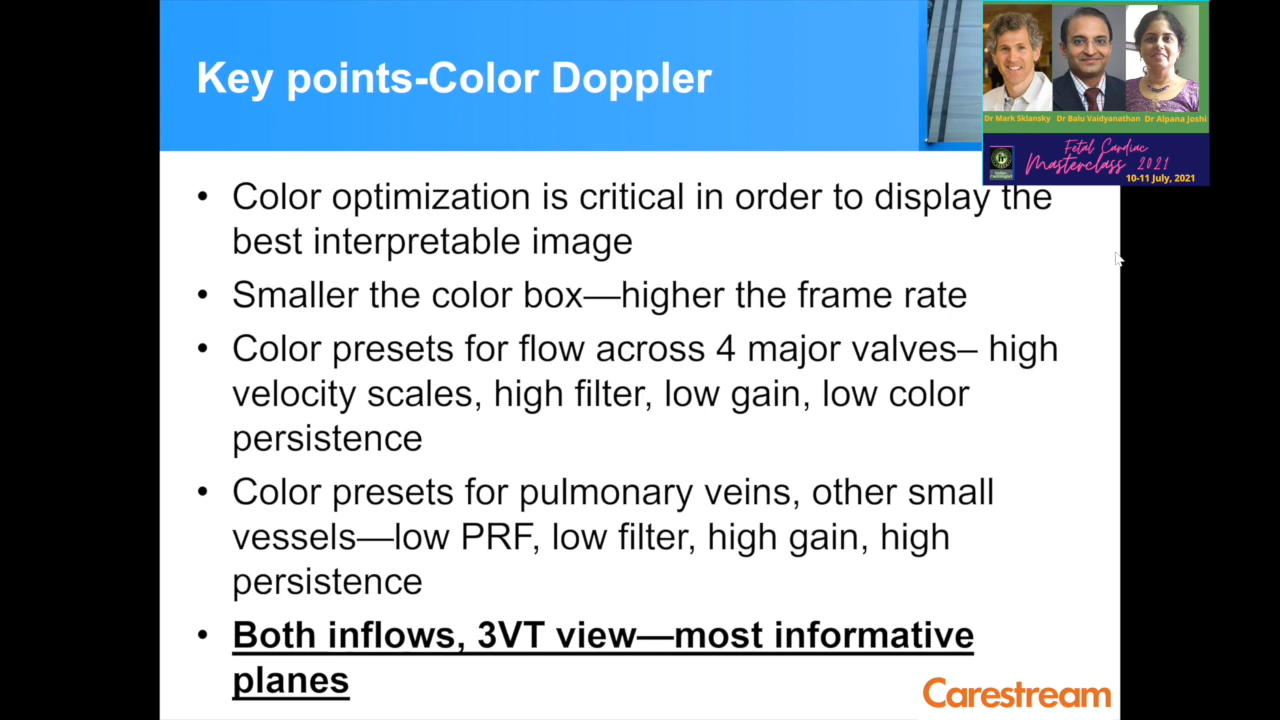 Key points-Color Doppler
Dr Mark Sklansky Dr Balu Vaidyanathan Dr Alpana Joshi
Fetal Cardiac
Masterclass 2021
10-11 July, 2021
• Color optimization is critical in order to display the
best interpretable image
• Smaller the color box—higher the frame rate
• Color presets for flow across 4 major valves– high
velocity scales, high filter, low gain, low color
persistence
• Color presets for pulmonary veins, other small
vessels—low PRF, low filter, high gain, high
persistence
• Both inflows, 3VT view—most informative
planes
Carestream